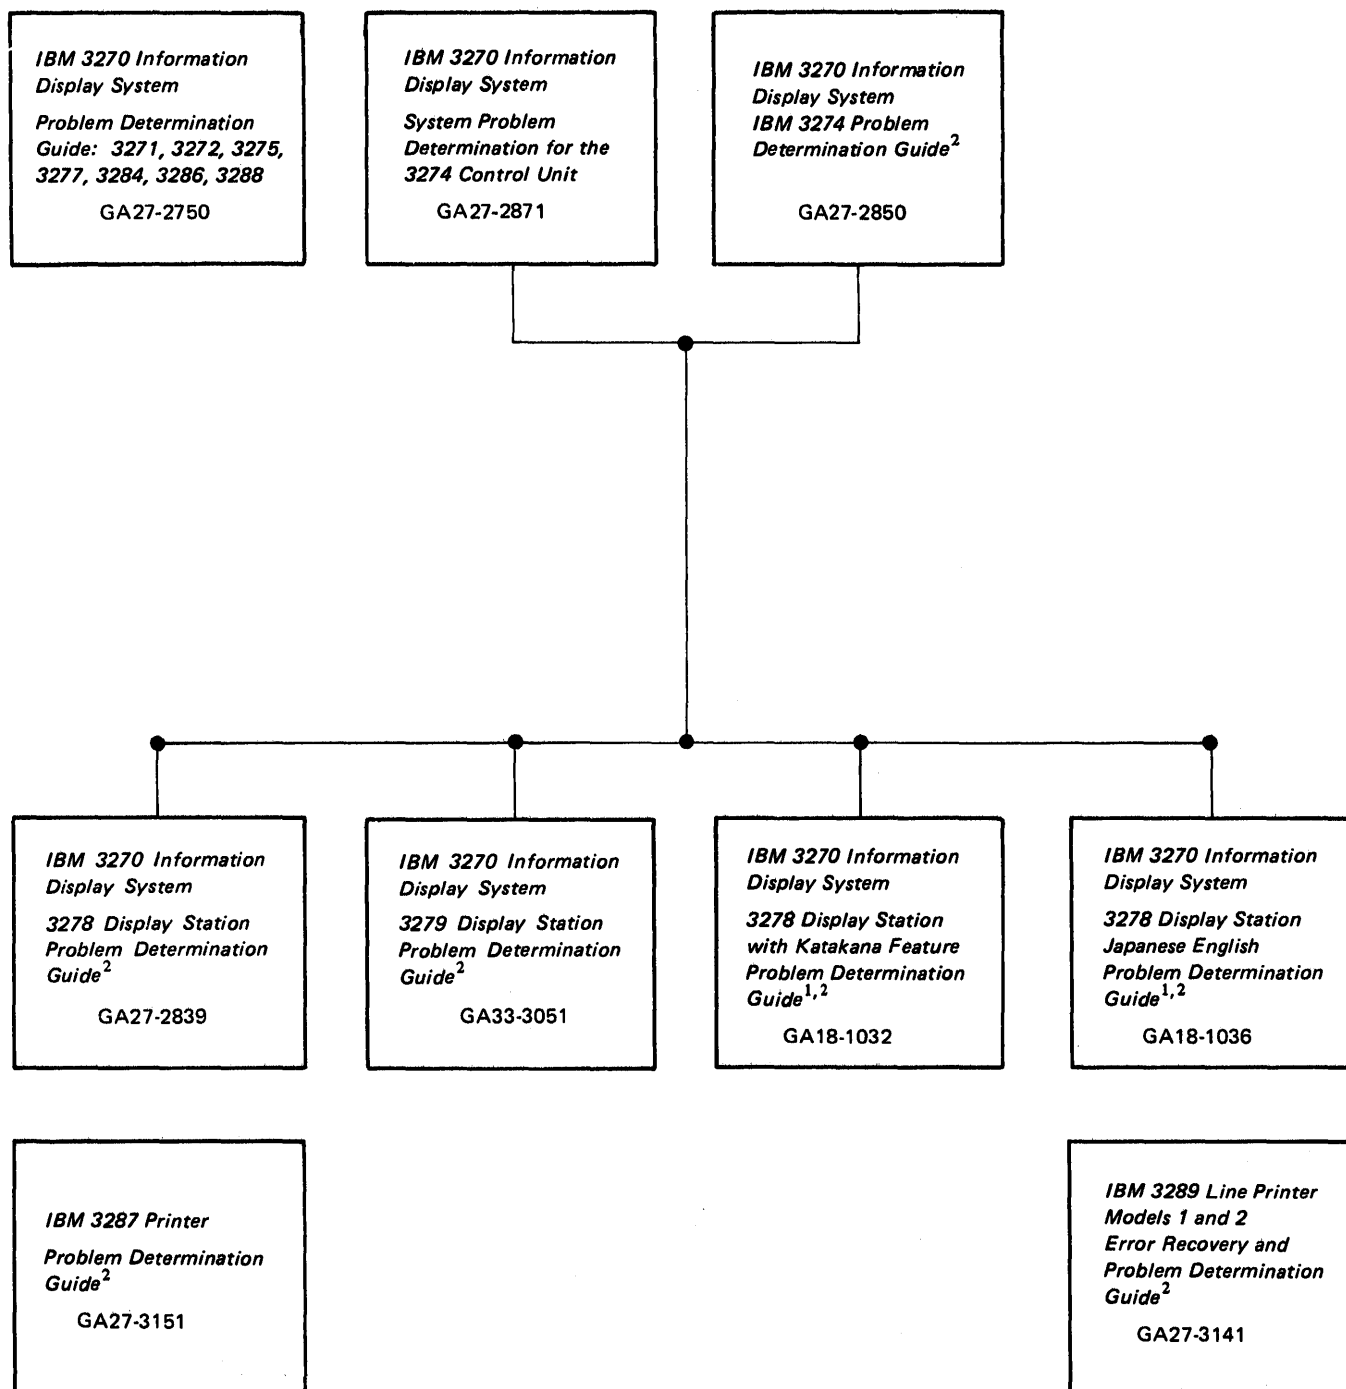 IBM 3270 Information
Display System
Problem Determination
Guide: 3271, 3272, 3275,
3277, 3284, 3286, 3288
GA27-2750
IBM 3270 Information
Display System
System Problem
Determination for the
3274 Control Unit
GA27-2871
IBM 3270 Information
Display System
IBM 3274 Problem
Determination Guide²
GA27-2850
IBM 3270 Information
Display System
3278 Display Station
Problem Determination
Guide²
GA27-2839
IBM 3270 Information
Display System
3279 Display Station
Problem Determination
Guide²
GA33-3051
IBM 3270 Information
Display System
3278 Display Station
with Katakana Feature
Problem Determination
Guide¹,²
GA18-1032
IBM 3270 Information
Display System
3278 Display Station
Japanese English
Problem Determination
Guide¹,²
GA18-1036
IBM 3287 Printer
Problem Determination
Guide²
GA27-3151
IBM 3289 Line Printer
Models 1 and 2
Error Recovery and
Problem Determination
Guide²
GA27-3141